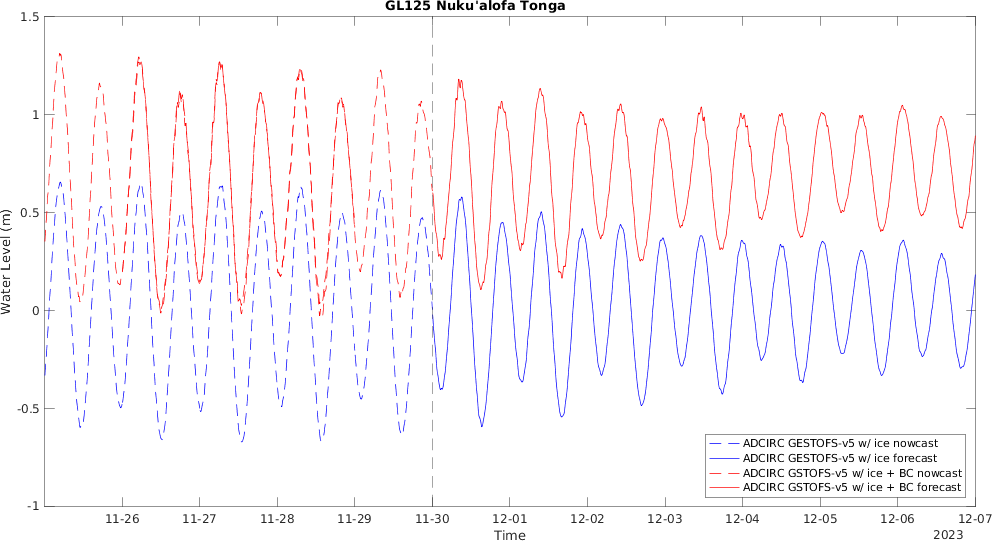 GL125 Nuku'alofa Tonga
1.5
1
0.5
0
-0.5
-1
Water Level (m)
11-26
11-27
11-28
11-29
11-30
12-01
12-02
12-03
12-04
12-05
12-06
12-07
Time
2023
ADCIRC GESTOFS-v5 w/ ice nowcast
ADCIRC GESTOFS-v5 w/ ice forecast
ADCIRC GSTOFS-v5 w/ ice + BC nowcast
ADCIRC GSTOFS-v5 w/ ice + BC forecast